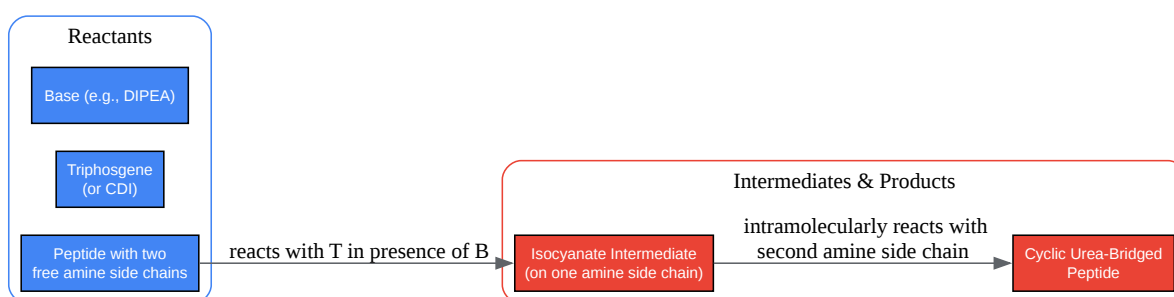 Reactants
Base (e.g., DIPEA)
Triphosgene
(or CDI)
Peptide with two
free amine side chains
reacts with T in presence of B
Intermediates & Products
Isocyanate Intermediate
(on one amine side chain)
intramolecularly reacts with
second amine side chain
Cyclic Urea-Bridged
Peptide